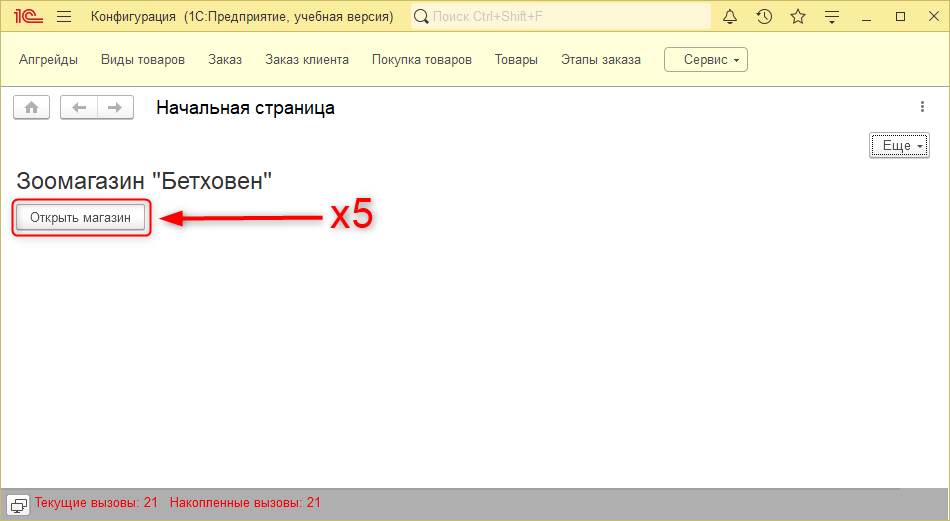 1С Конфигурация (1С:Предприятие, учебная версия) Поиск Ctrl+Shift+F
Апгрейды Виды товаров Заказ Заказ клиента Покупка товаров Товары Этапы заказа Сервис
Начальная страница
Еще
Зоомагазин "Бетховен"
Открыть магазин x5
Текущие вызовы: 21 Накопленные вызовы: 21